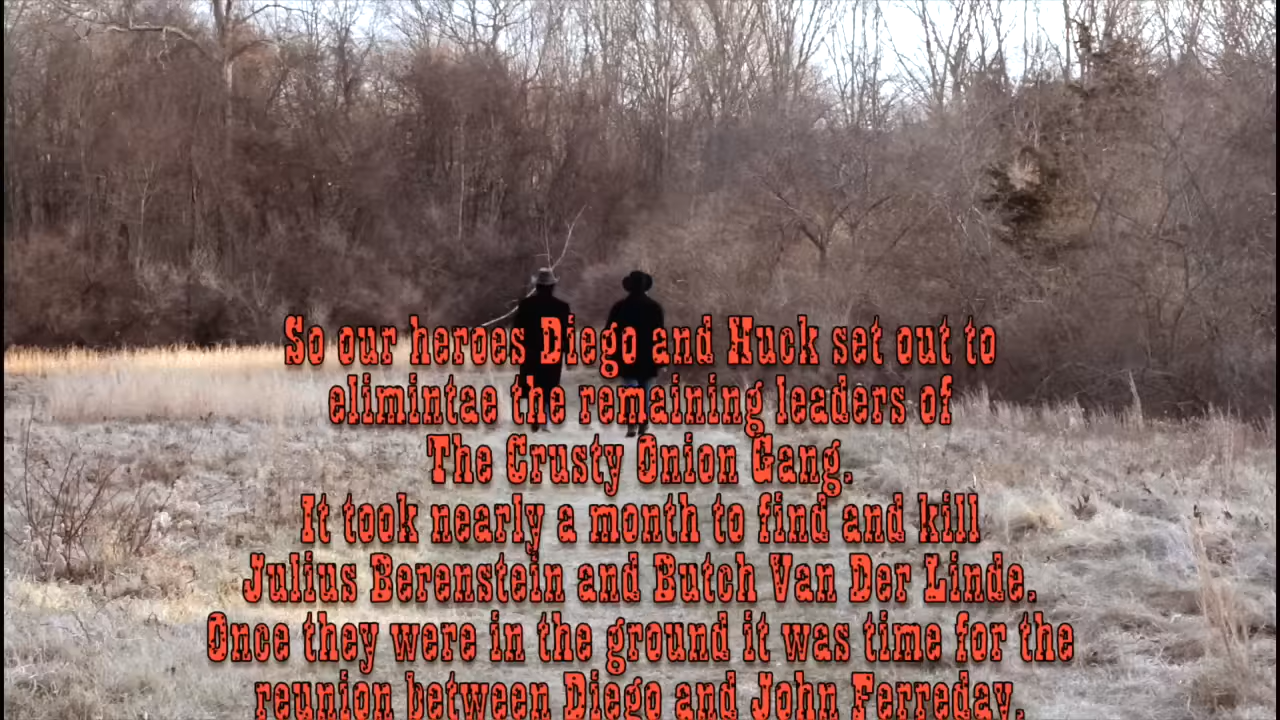 So our heroes Diego and Huck set out to
elimintae the remaining leaders of
The Crusty Onion Gang.
It took nearly a month to find and kill
Julius Berenstein and Butch Van Der Linde.
Once they were in the ground it was time for the
reunion between Diego and John Ferreday.